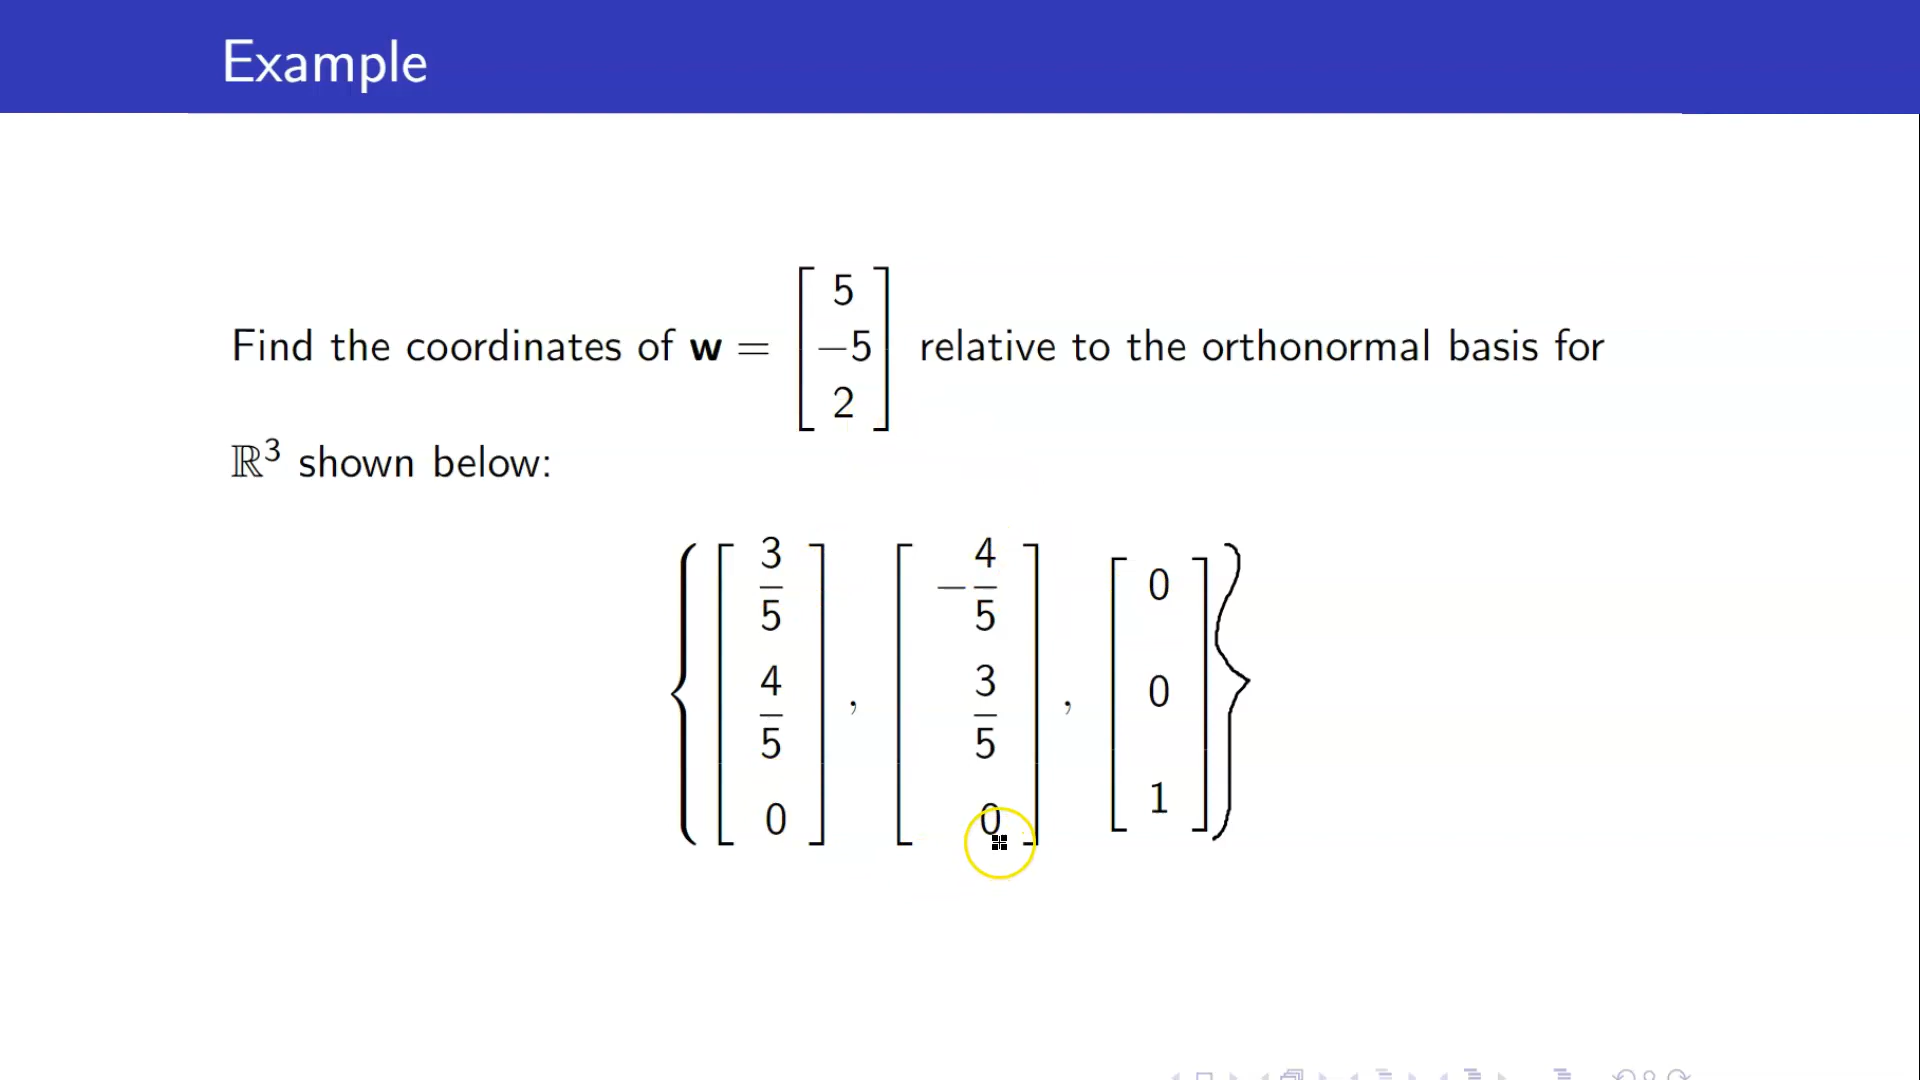 Example
Find the coordinates of w = [ 5 −5 2 ] relative to the orthonormal basis for
ℝ³ shown below:
{ [ 3/5 4/5 0 ] , [ −4/5 3/5 0 ] , [ 0 0 1 ] }